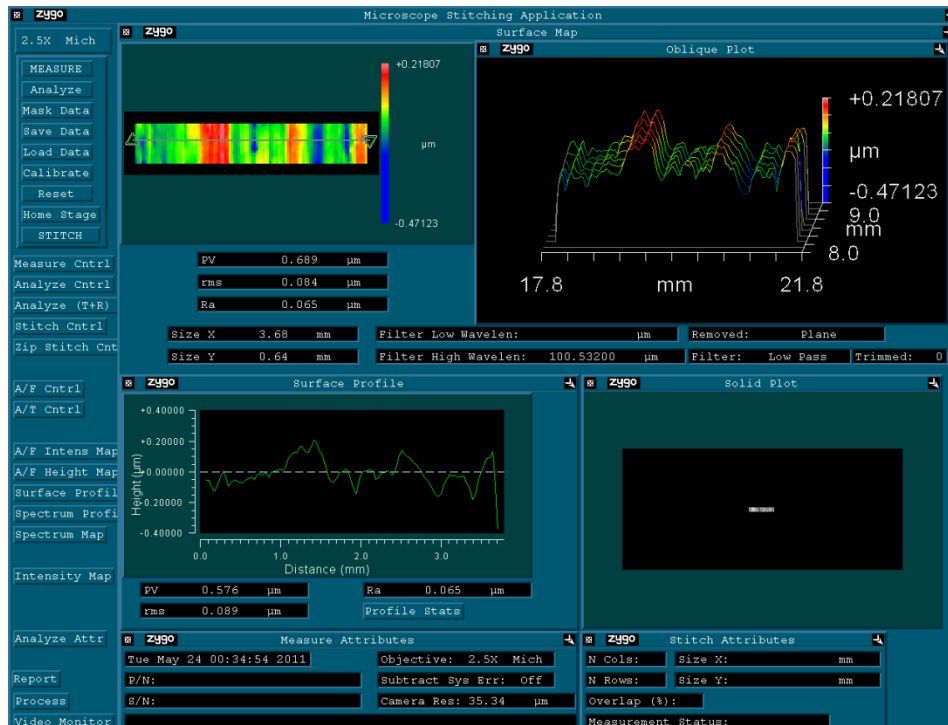 zygo Microscope Stitching Application
2.5X Mich
MEASURE
Analyze
Mask Data
Save Data
Load Data
Calibrate
Reset
Home Stage
STITCH
Measure Cntrl
Analyze Cntrl
Analyze (T+R)
Stitch Cntrl
Zip Stitch Cnt
A/F Cntrl
A/T Cntrl
A/F Intens Map
A/F Height Map
Surface Profil
Spectrum Profi
Spectrum Map
Intensity Map
Analyze Attr
Report
Process
Video Monitor
zygo Surface Map
+0.21807
µm
-0.47123
PV 0.689 µm
rms 0.084 µm
Ra 0.065 µm
Size X 3.68 mm
Size Y 0.64 mm
Filter Low Wavelen: µm
Filter High Wavelen: 100.53200 µm
Removed: Plane
Filter: Low Pass
Trimmed: 0
zygo Oblique Plot
+0.21807
µm
-0.47123
9.0
mm
8.0
17.8 mm 21.8
zygo Surface Profile
+0.40000
+0.20000
+0.00000
-0.20000
-0.40000
Height (µm)
0.0 1.0 2.0 3.0
Distance (mm)
PV 0.576 µm
rms 0.089 µm
Ra 0.065 µm
Profile Stats
zygo Solid Plot
zygo Measure Attributes
Tue May 24 00:34:54 2011
P/N:
S/N:
Objective: 2.5X Mich
Subtract Sys Err: Off
Camera Res: 35.34 µm
zygo Stitch Attributes
N Cols: Size X: mm
N Rows: Size Y: mm
Overlap (%):
Measurement Status: